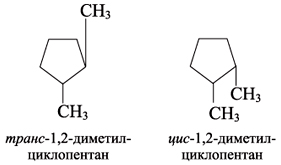 CH₃
CH₃
CH₃
CH₃
транс-1,2-диметил-
циклопентан
цис-1,2-диметил-
циклопентан